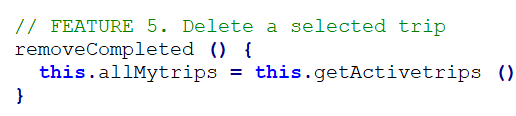 // FEATURE 5. Delete a selected trip
removeCompleted () {
  this.allMytrips = this.getActivetrips ()
}